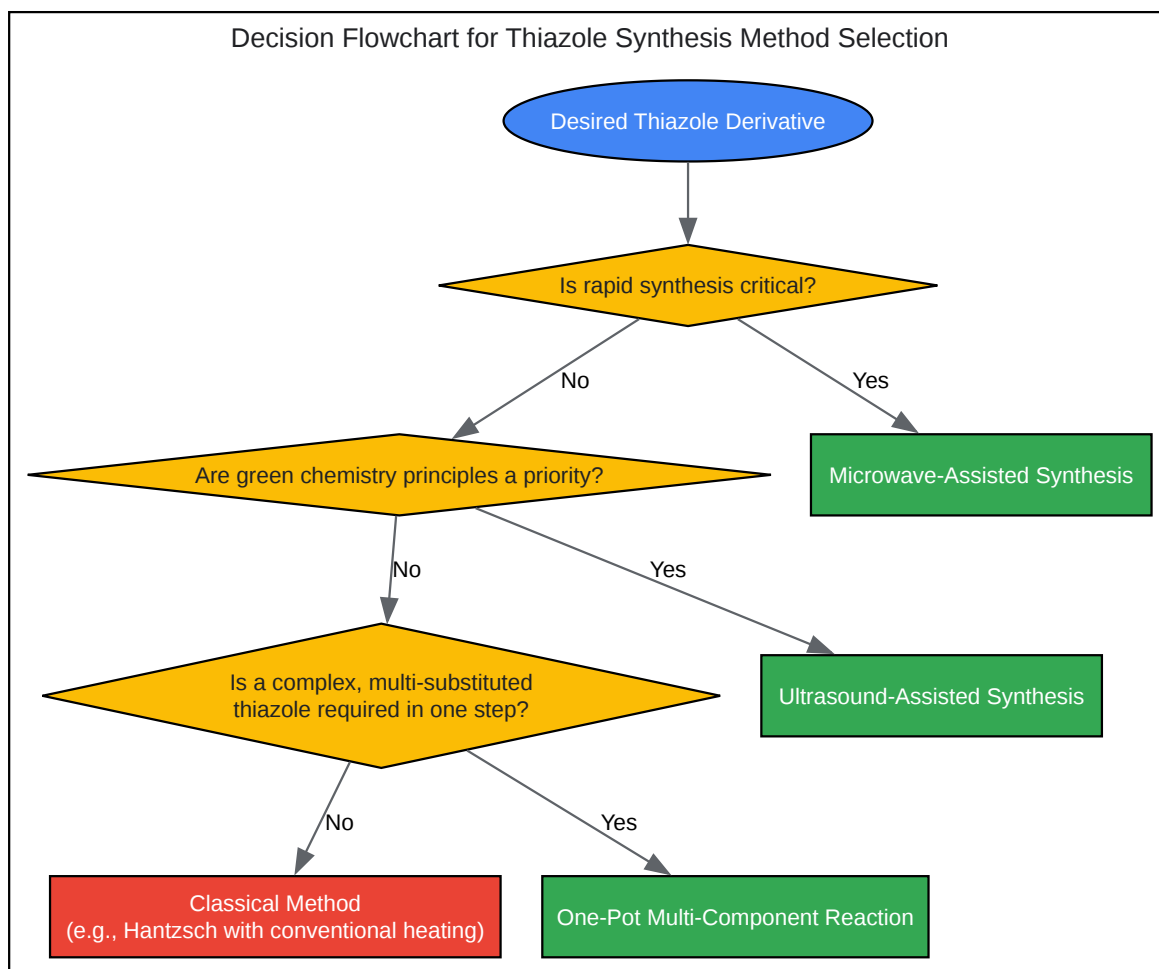 Decision Flowchart for Thiazole Synthesis Method Selection
Desired Thiazole Derivative
Is rapid synthesis critical?
No
Yes
Are green chemistry principles a priority?
Microwave-Assisted Synthesis
No
Yes
Is a complex, multi-substituted
thiazole required in one step?
Ultrasound-Assisted Synthesis
No
Yes
Classical Method
(e.g., Hantzsch with conventional heating)
One-Pot Multi-Component Reaction